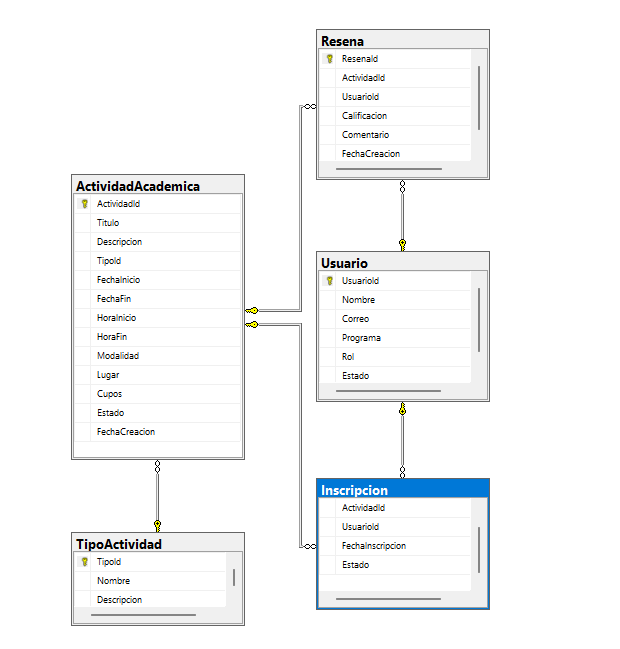 Resena
ResenaId
ActividadId
UsuarioId
Calificacion
Comentario
FechaCreacion
ActividadAcademica
ActividadId
Titulo
Descripcion
TipoId
FechaInicio
FechaFin
HoraInicio
HoraFin
Modalidad
Lugar
Cupos
Estado
FechaCreacion
Usuario
UsuarioId
Nombre
Correo
Programa
Rol
Estado
Inscripcion
ActividadId
UsuarioId
FechaInscripcion
Estado
TipoActividad
TipoId
Nombre
Descripcion